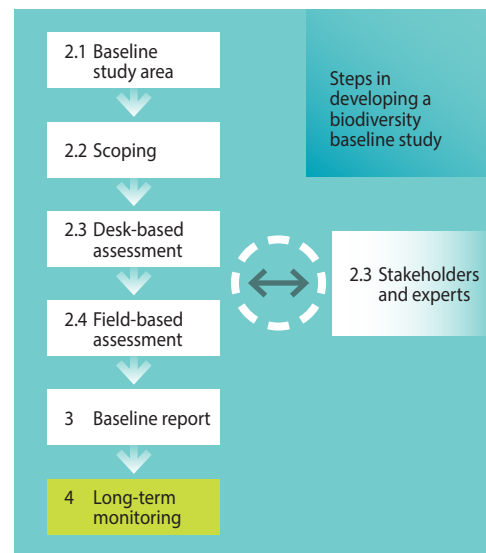 2.1 Baseline
study area
2.2 Scoping
2.3 Desk-based
assessment
2.4 Field-based
assessment
3 Baseline report
4 Long-term
monitoring
Steps in
developing a
biodiversity
baseline study
2.3 Stakeholders
and experts